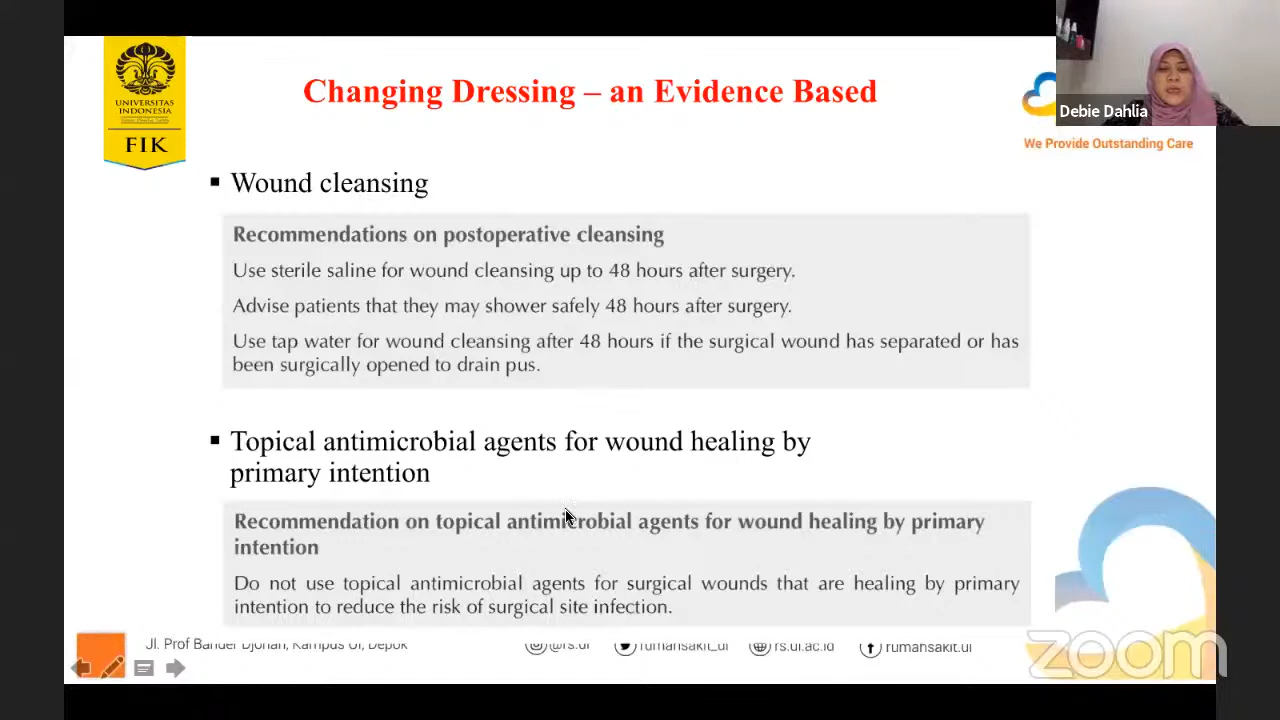 UNIVERSITAS
INDONESIA
FIK
Changing Dressing – an Evidence Based
Debie Dahlia
We Provide Outstanding Care
▪ Wound cleansing
Recommendations on postoperative cleansing
Use sterile saline for wound cleansing up to 48 hours after surgery.
Advise patients that they may shower safely 48 hours after surgery.
Use tap water for wound cleansing after 48 hours if the surgical wound has separated or has
been surgically opened to drain pus.
▪ Topical antimicrobial agents for wound healing by
primary intention
Recommendation on topical antimicrobial agents for wound healing by primary
intention
Do not use topical antimicrobial agents for surgical wounds that are healing by primary
intention to reduce the risk of surgical site infection.
Jl. Prof Bahder Djohan, Kampus UI, Depok
@rs.ui
rumahsakit_ui
rs.ui.ac.id
rumahsakit.ui
zoom